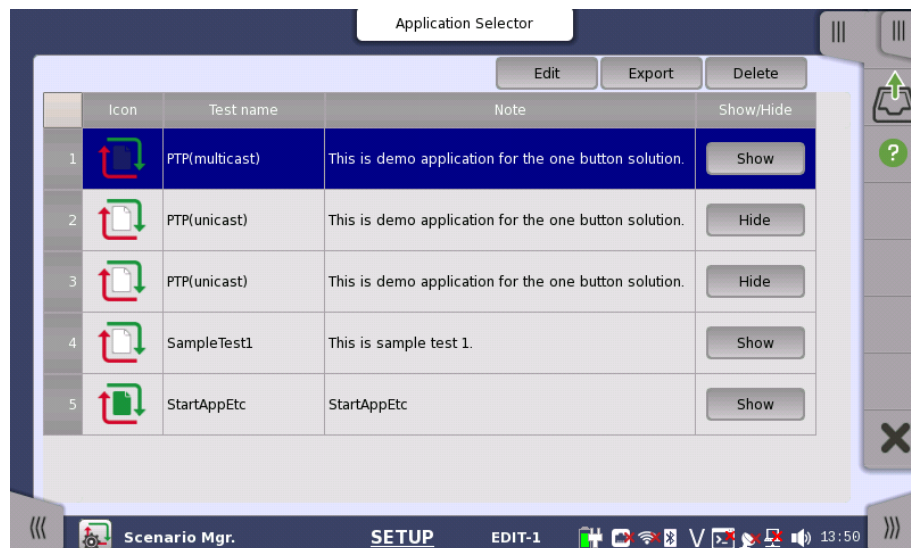 Application Selector
Edit Export Delete
Icon Test name Note Show/Hide
1 PTP(multicast) This is demo application for the one button solution. Show
2 PTP(unicast) This is demo application for the one button solution. Hide
3 PTP(unicast) This is demo application for the one button solution. Hide
4 SampleTest1 This is sample test 1. Show
5 StartAppEtc StartAppEtc Show
Scenario Mgr. SETUP EDIT-1 V 13:50